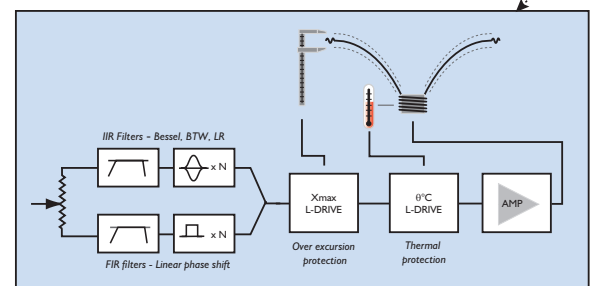 IIR Filters - Bessel, BTW, LR
x N
x N
FIR filters - Linear phase shift
Xmax
L-DRIVE
Over excursion
protection
θ°C
L-DRIVE
Thermal
protection
AMP